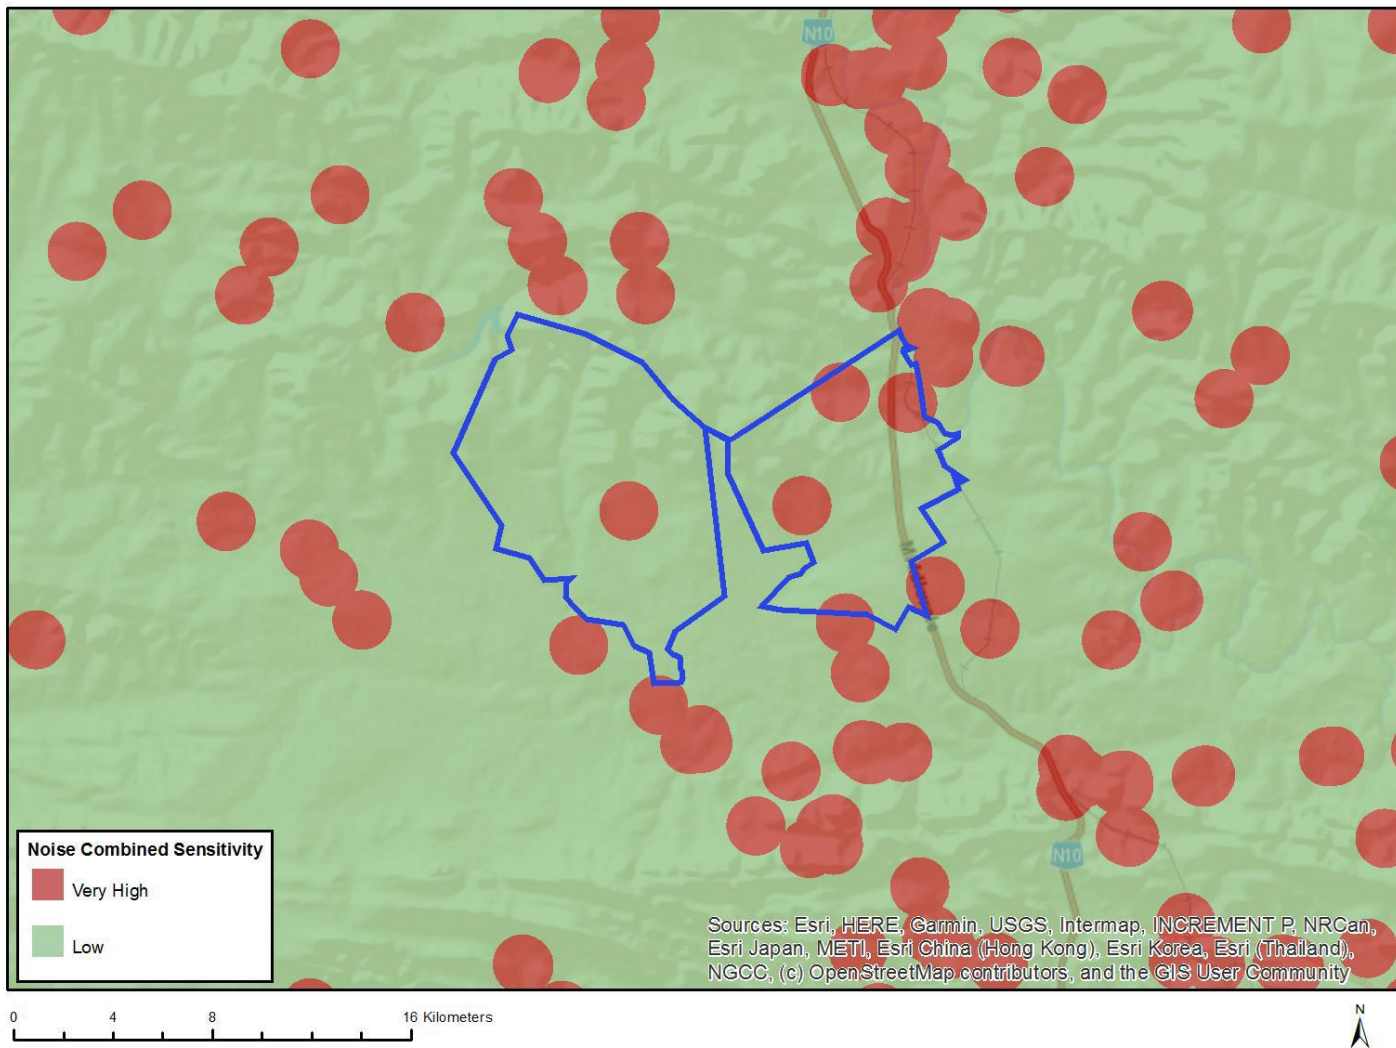 N10
N10
Noise Combined Sensitivity
Very High
Low
Sources: Esri, HERE, Garmin, USGS, Intermap, INCREMENT P, NRCan,
Esri Japan, METI, Esri China (Hong Kong), Esri Korea, Esri (Thailand),
NGCC, (c) OpenStreetMap contributors, and the GIS User Community
0 4 8 16 Kilometers
N